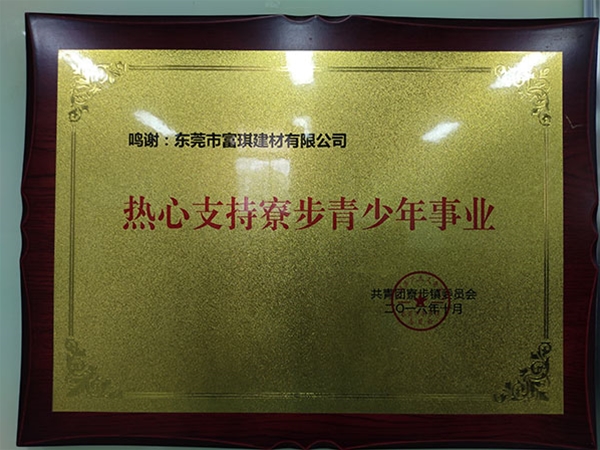 鸣谢：东莞市富琪建材有限公司
热心支持寮步青少年事业
共青团寮步镇委员会
二〇一六年十月